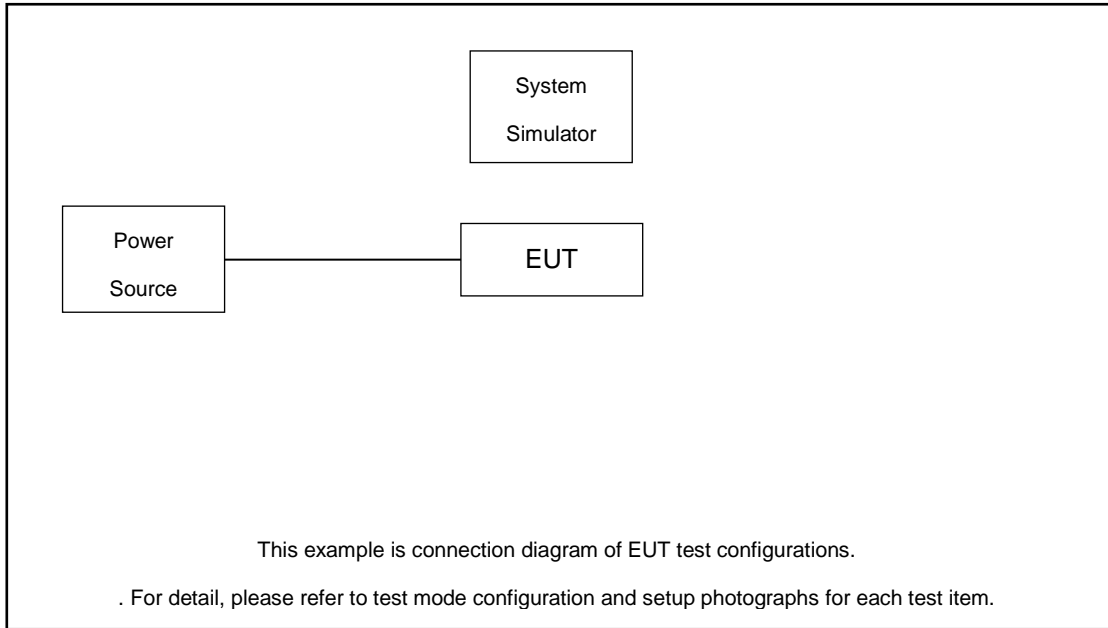 System
Simulator
Power
Source
EUT
This example is connection diagram of EUT test configurations.
. For detail, please refer to test mode configuration and setup photographs for each test item.